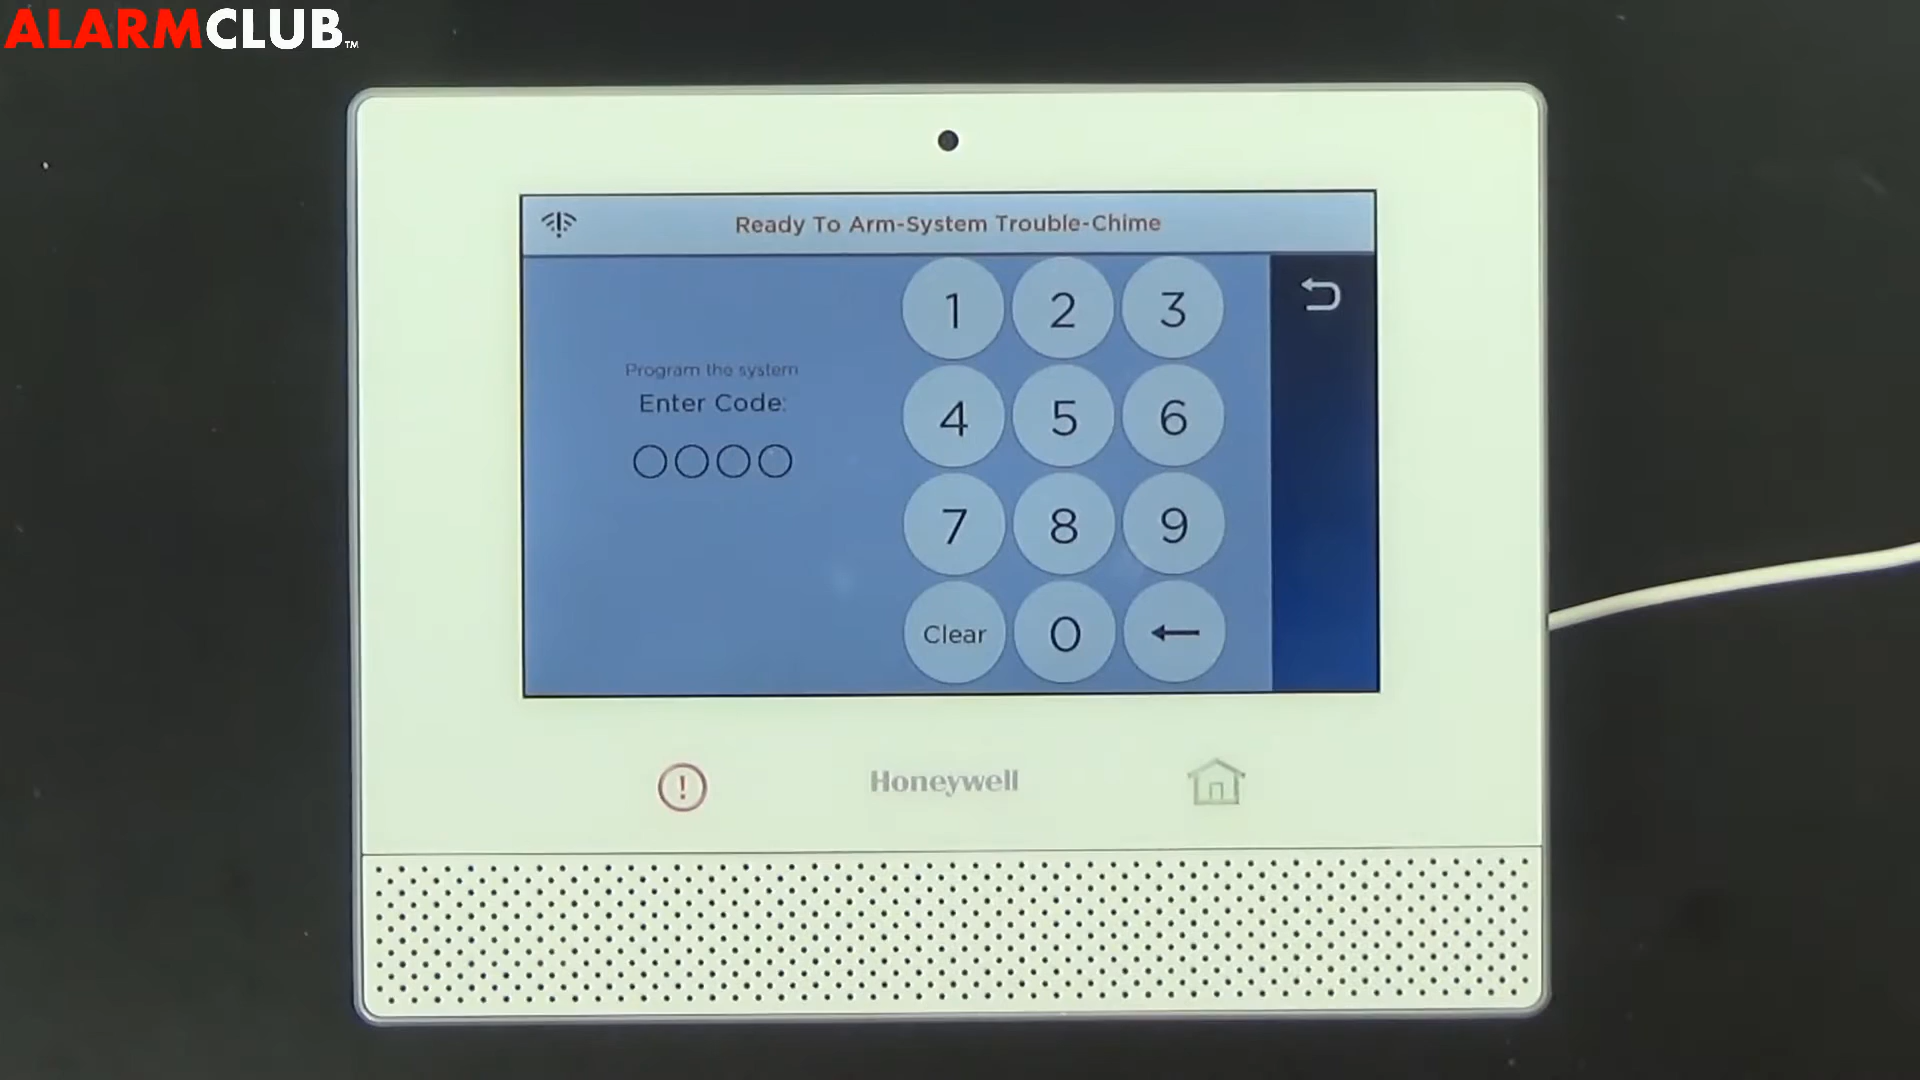 ALARMCLUB™
Ready To Arm-System Trouble-Chime
Program the system
Enter Code:
1 2 3
4 5 6
7 8 9
Clear 0
Honeywell